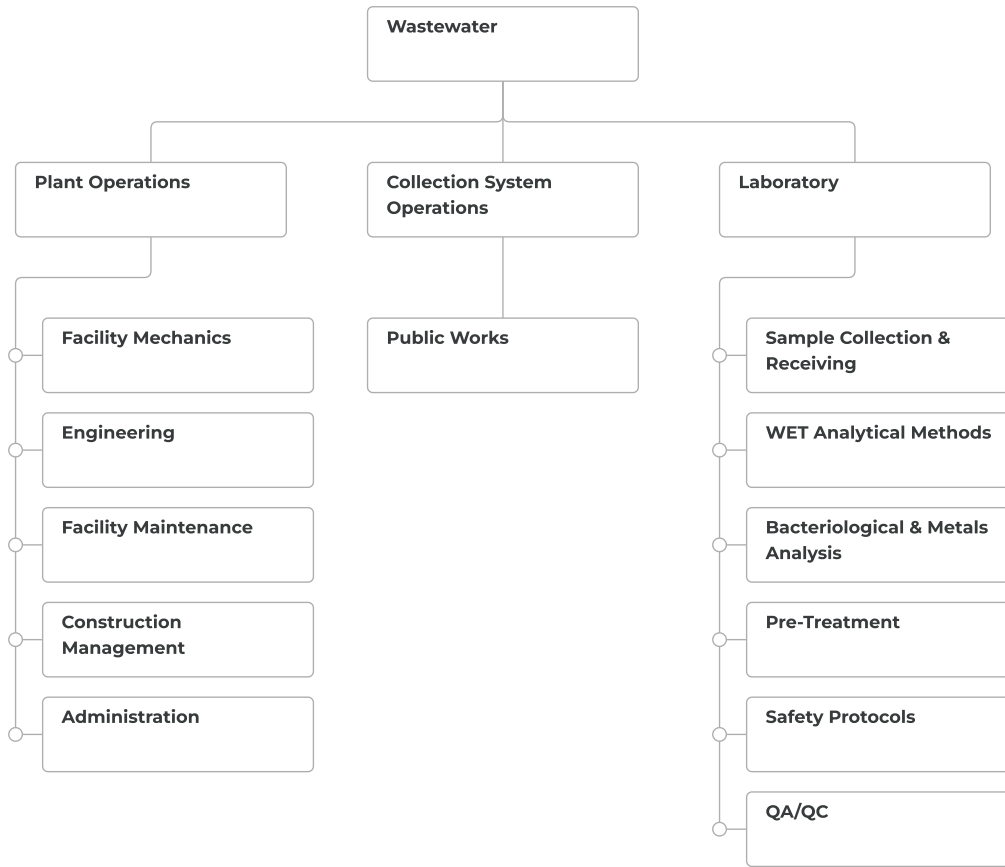 Wastewater
Plant Operations
Collection System
Operations
Laboratory
Facility Mechanics
Engineering
Facility Maintenance
Construction
Management
Administration
Public Works
Sample Collection &
Receiving
WET Analytical Methods
Bacteriological & Metals
Analysis
Pre-Treatment
Safety Protocols
QA/QC